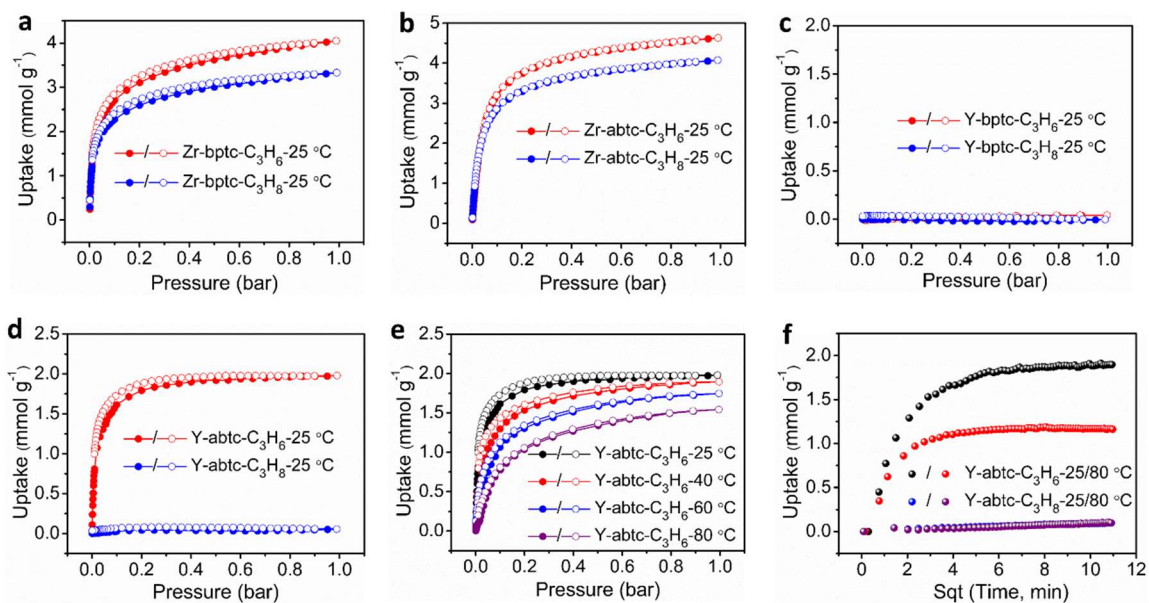 a
4
3
2
1
0
Uptake (mmol g⁻¹)
/ Zr-bptc-C₃H₆-25 °C
/ Zr-bptc-C₃H₈-25 °C
0.0 0.2 0.4 0.6 0.8 1.0
Pressure (bar)
b
5
4
3
2
1
0
Uptake (mmol g⁻¹)
/ Zr-abtc-C₃H₆-25 °C
/ Zr-abtc-C₃H₈-25 °C
0.0 0.2 0.4 0.6 0.8 1.0
Pressure (bar)
c
2.0
1.5
1.0
0.5
0.0
Uptake (mmol g⁻¹)
/ Y-bptc-C₃H₆-25 °C
/ Y-bptc-C₃H₈-25 °C
0.0 0.2 0.4 0.6 0.8 1.0
Pressure (bar)
d
2.5
2.0
1.5
1.0
0.5
0.0
Uptake (mmol g⁻¹)
/ Y-abtc-C₃H₆-25 °C
/ Y-abtc-C₃H₈-25 °C
0.0 0.2 0.4 0.6 0.8 1.0
Pressure (bar)
e
2.5
2.0
1.5
1.0
0.5
0.0
Uptake (mmol g⁻¹)
/ Y-abtc-C₃H₆-25 °C
/ Y-abtc-C₃H₆-40 °C
/ Y-abtc-C₃H₆-60 °C
/ Y-abtc-C₃H₆-80 °C
0.0 0.2 0.4 0.6 0.8 1.0
Pressure (bar)
f
2.0
1.5
1.0
0.5
0.0
Uptake (mmol g⁻¹)
/ Y-abtc-C₃H₆-25/80 °C
/ Y-abtc-C₃H₈-25/80 °C
0 2 4 6 8 10 12
Sqt (Time, min)